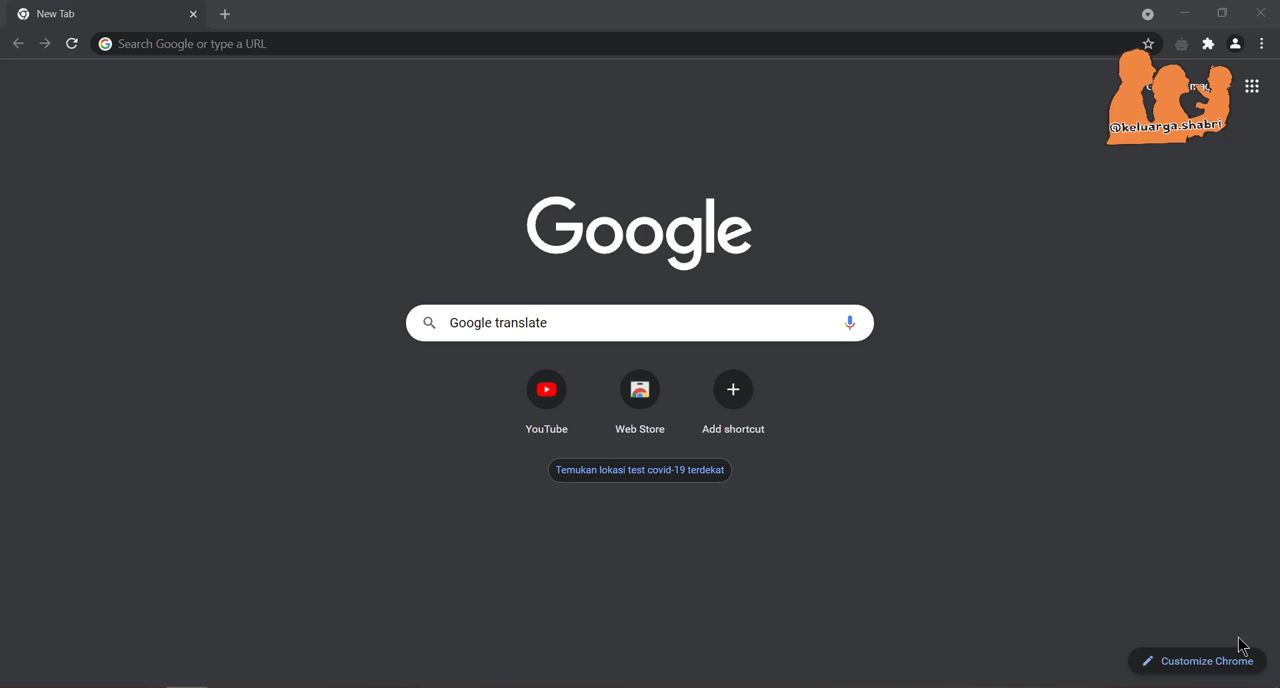 New Tab
Search Google or type a URL
@keluarga.shabri
Google
Google translate
YouTube
Web Store
Add shortcut
Temukan lokasi test covid-19 terdekat
Customize Chrome